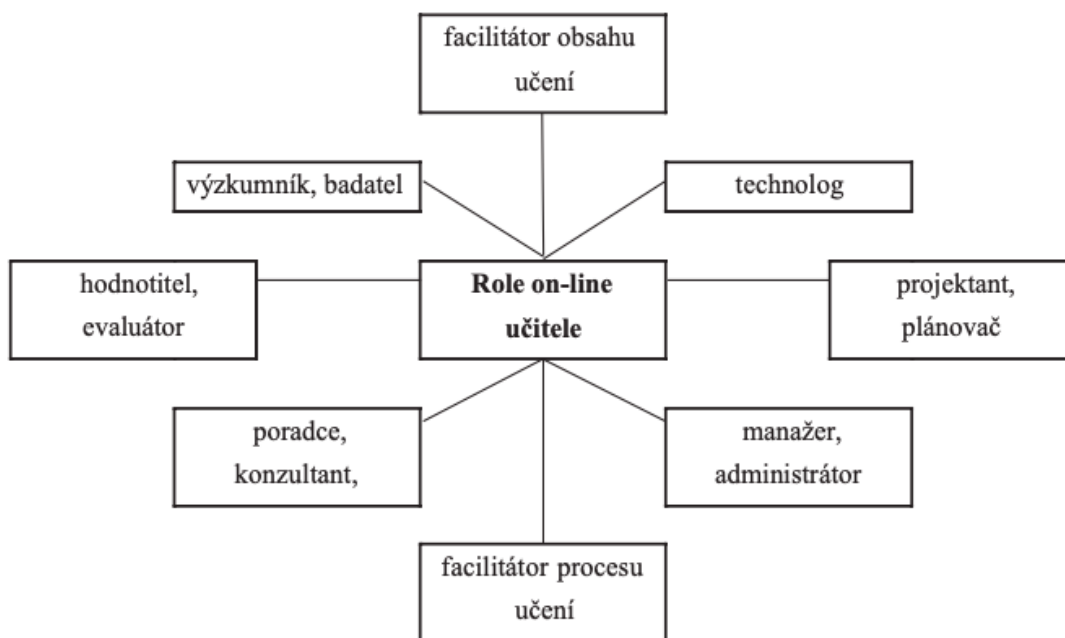 facilitátor obsahu
učení
výzkumník, badatel
technolog
hodnotitel,
evaluátor
Role on-line
učitele
projektant,
plánovač
poradce,
konzultant,
manažer,
administrátor
facilitátor procesu
učení